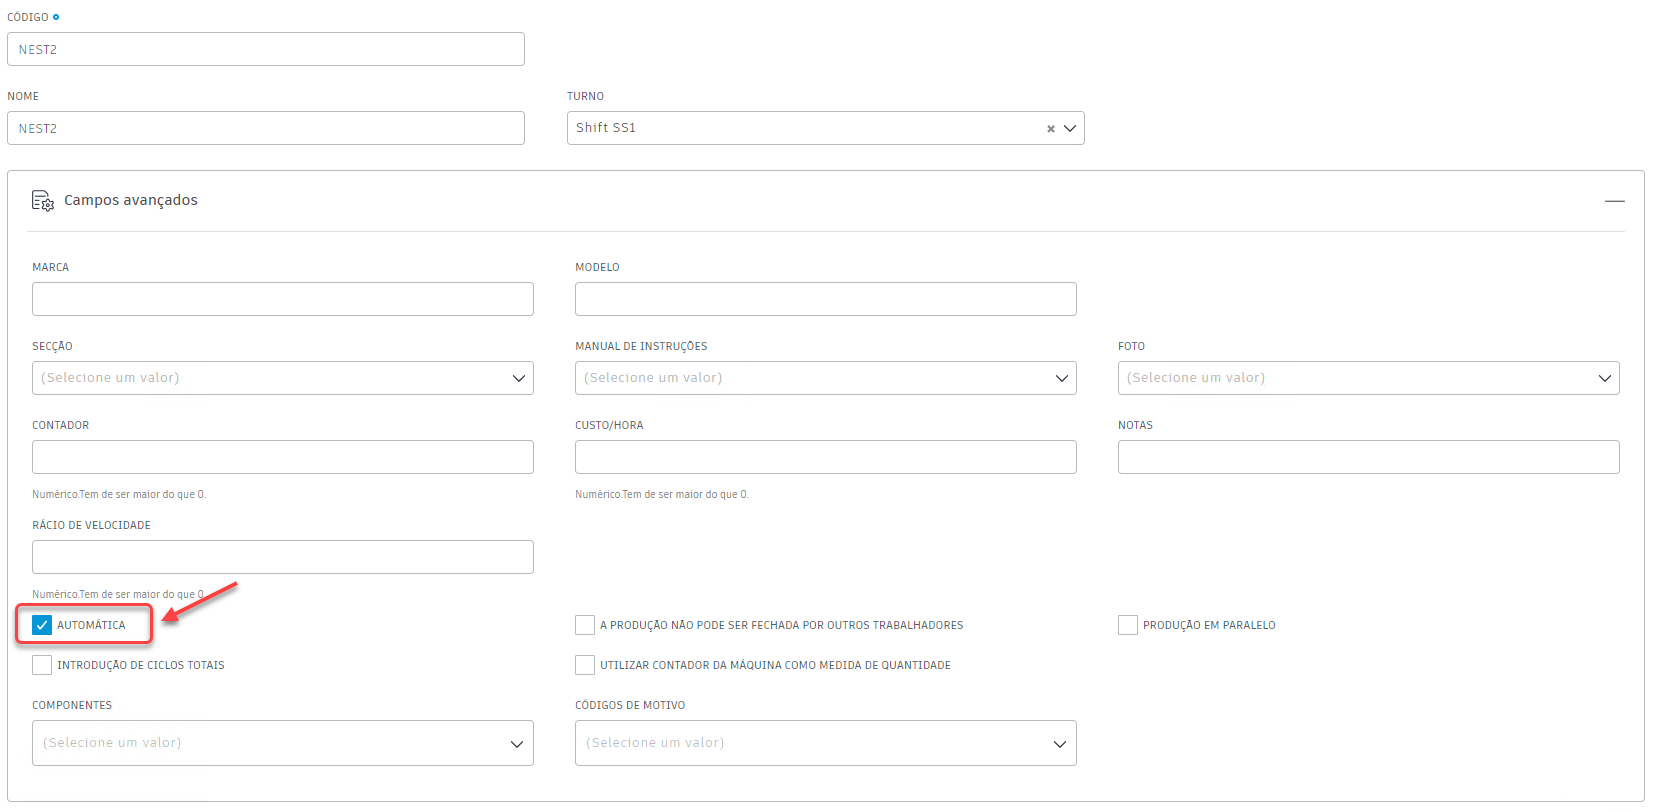 CÓDIGO
NEST2
NOME
TURNO
NEST2
Shift SS1
Campos avançados
MARCA
MODELO
SECÇÃO
MANUAL DE INSTRUÇÕES
FOTO
(Selecione um valor)
(Selecione um valor)
(Selecione um valor)
CONTADOR
CUSTO/HORA
NOTAS
Numérico.Tem de ser maior do que 0.
Numérico.Tem de ser maior do que 0.
RÁCIO DE VELOCIDADE
Numérico.Tem de ser maior do que 0.
AUTOMÁTICA
A PRODUÇÃO NÃO PODE SER FECHADA POR OUTROS TRABALHADORES
PRODUÇÃO EM PARALELO
INTRODUÇÃO DE CICLOS TOTAIS
UTILIZAR CONTADOR DA MÁQUINA COMO MEDIDA DE QUANTIDADE
COMPONENTES
CÓDIGOS DE MOTIVO
(Selecione um valor)
(Selecione um valor)